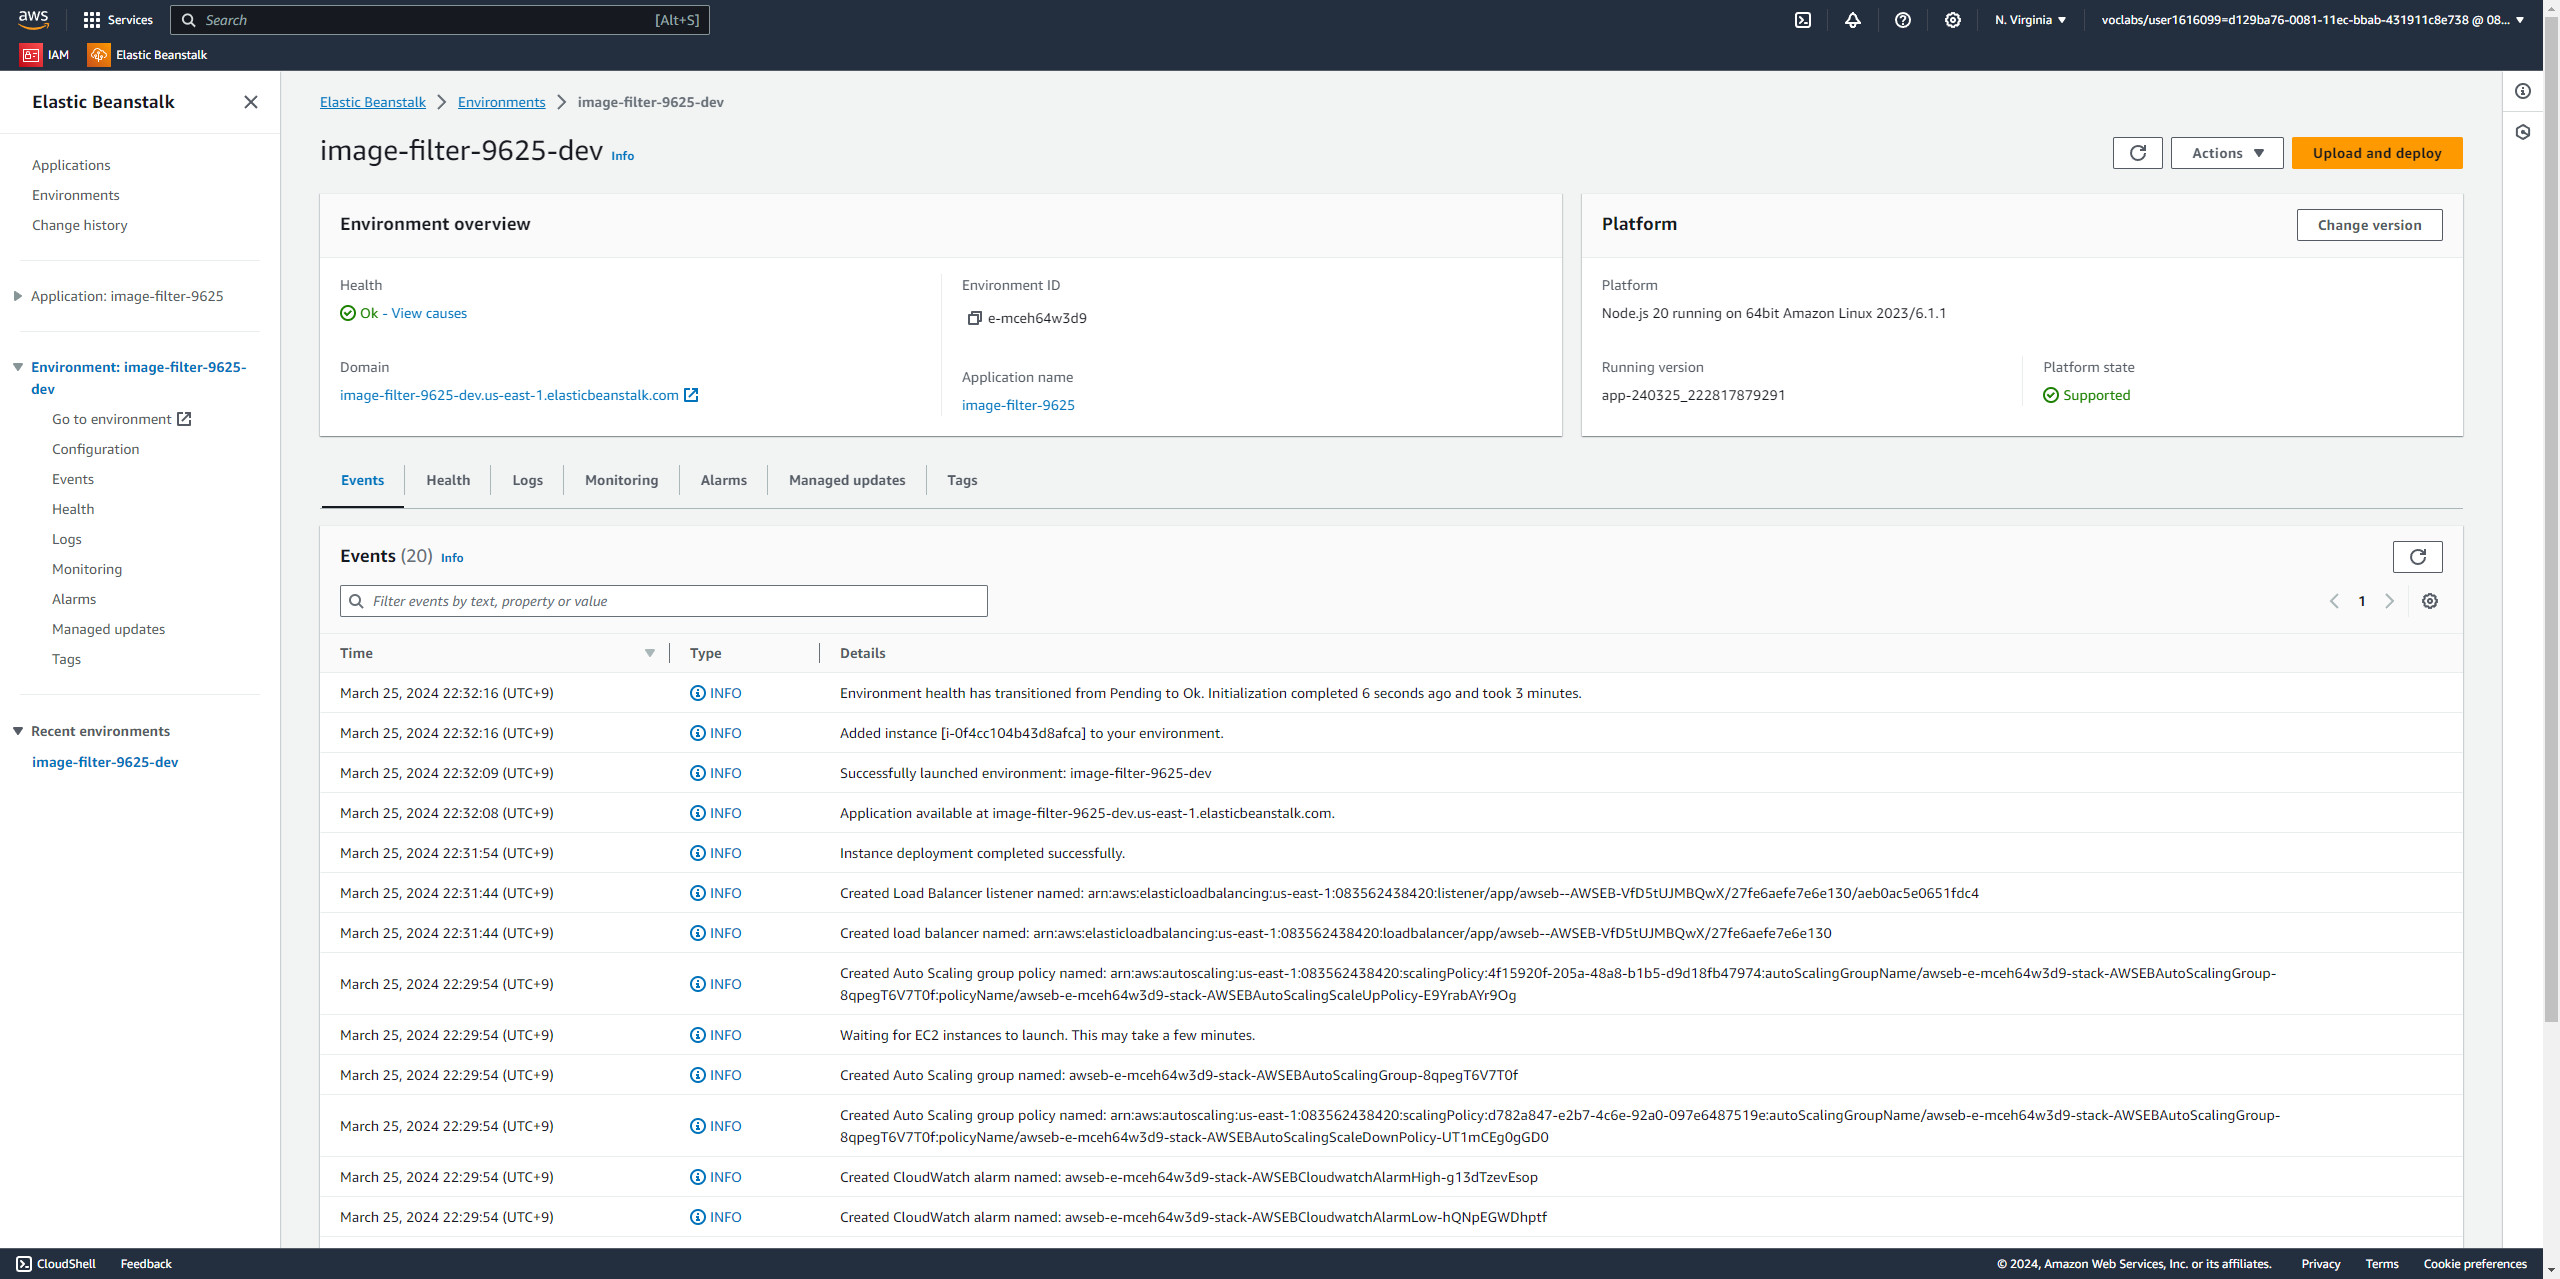 aws
Services
Search
[Alt+S]
N. Virginia
voclabs/user1616099=d129ba76-0081-11ec-bbab-431911c8e738 @ 08...
IAM
Elastic Beanstalk
Elastic Beanstalk
Applications
Environments
Change history
Application: image-filter-9625
Environment: image-filter-9625-
dev
Go to environment
Configuration
Events
Health
Logs
Monitoring
Alarms
Managed updates
Tags
Recent environments
image-filter-9625-dev
Elastic Beanstalk
Environments
image-filter-9625-dev
image-filter-9625-dev Info
Actions
Upload and deploy
Environment overview
Health
Ok - View causes
Domain
image-filter-9625-dev.us-east-1.elasticbeanstalk.com
Environment ID
e-mceh64w3d9
Application name
image-filter-9625
Platform
Change version
Platform
Node.js 20 running on 64bit Amazon Linux 2023/6.1.1
Running version
app-240325_222817879291
Platform state
Supported
Events
Health
Logs
Monitoring
Alarms
Managed updates
Tags
Events (20) Info
Filter events by text, property or value
1
Time Type Details
March 25, 2024 22:32:16 (UTC+9) INFO Environment health has transitioned from Pending to Ok. Initialization completed 6 seconds ago and took 3 minutes.
March 25, 2024 22:32:16 (UTC+9) INFO Added instance [i-0f4cc104b43d8afca] to your environment.
March 25, 2024 22:32:09 (UTC+9) INFO Successfully launched environment: image-filter-9625-dev
March 25, 2024 22:32:08 (UTC+9) INFO Application available at image-filter-9625-dev.us-east-1.elasticbeanstalk.com.
March 25, 2024 22:31:54 (UTC+9) INFO Instance deployment completed successfully.
March 25, 2024 22:31:44 (UTC+9) INFO Created Load Balancer listener named: arn:aws:elasticloadbalancing:us-east-1:083562438420:listener/app/awseb--AWSEB-VfD5tUJMBQwX/27fe6aefe7e6e130/aeb0ac5e0651fdc4
March 25, 2024 22:31:44 (UTC+9) INFO Created load balancer named: arn:aws:elasticloadbalancing:us-east-1:083562438420:loadbalancer/app/awseb--AWSEB-VfD5tUJMBQwX/27fe6aefe7e6e130
March 25, 2024 22:29:54 (UTC+9) INFO Created Auto Scaling group policy named: arn:aws:autoscaling:us-east-1:083562438420:scalingPolicy:4f15920f-205a-48a8-b1b5-d9d18fb47974:autoScalingGroupName/awseb-e-mceh64w3d9-stack-AWSEBAutoScalingGroup-
8qpegT6V7T0f:policyName/awseb-e-mceh64w3d9-stack-AWSEBAutoScalingScaleUpPolicy-E9YrabAYr9Og
March 25, 2024 22:29:54 (UTC+9) INFO Waiting for EC2 instances to launch. This may take a few minutes.
March 25, 2024 22:29:54 (UTC+9) INFO Created Auto Scaling group named: awseb-e-mceh64w3d9-stack-AWSEBAutoScalingGroup-8qpegT6V7T0f
March 25, 2024 22:29:54 (UTC+9) INFO Created Auto Scaling group policy named: arn:aws:autoscaling:us-east-1:083562438420:scalingPolicy:d782a847-e2b7-4c6e-92a0-097e6487519e:autoScalingGroupName/awseb-e-mceh64w3d9-stack-AWSEBAutoScalingGroup-
8qpegT6V7T0f:policyName/awseb-e-mceh64w3d9-stack-AWSEBAutoScalingScaleDownPolicy-UT1mCEg0gGD0
March 25, 2024 22:29:54 (UTC+9) INFO Created CloudWatch alarm named: awseb-e-mceh64w3d9-stack-AWSEBCloudwatchAlarmHigh-g13dTzevEsop
March 25, 2024 22:29:54 (UTC+9) INFO Created CloudWatch alarm named: awseb-e-mceh64w3d9-stack-AWSEBCloudwatchAlarmLow-hQNpEGWDhptf
CloudShell
Feedback
© 2024, Amazon Web Services, Inc. or its affiliates.
Privacy
Terms
Cookie preferences